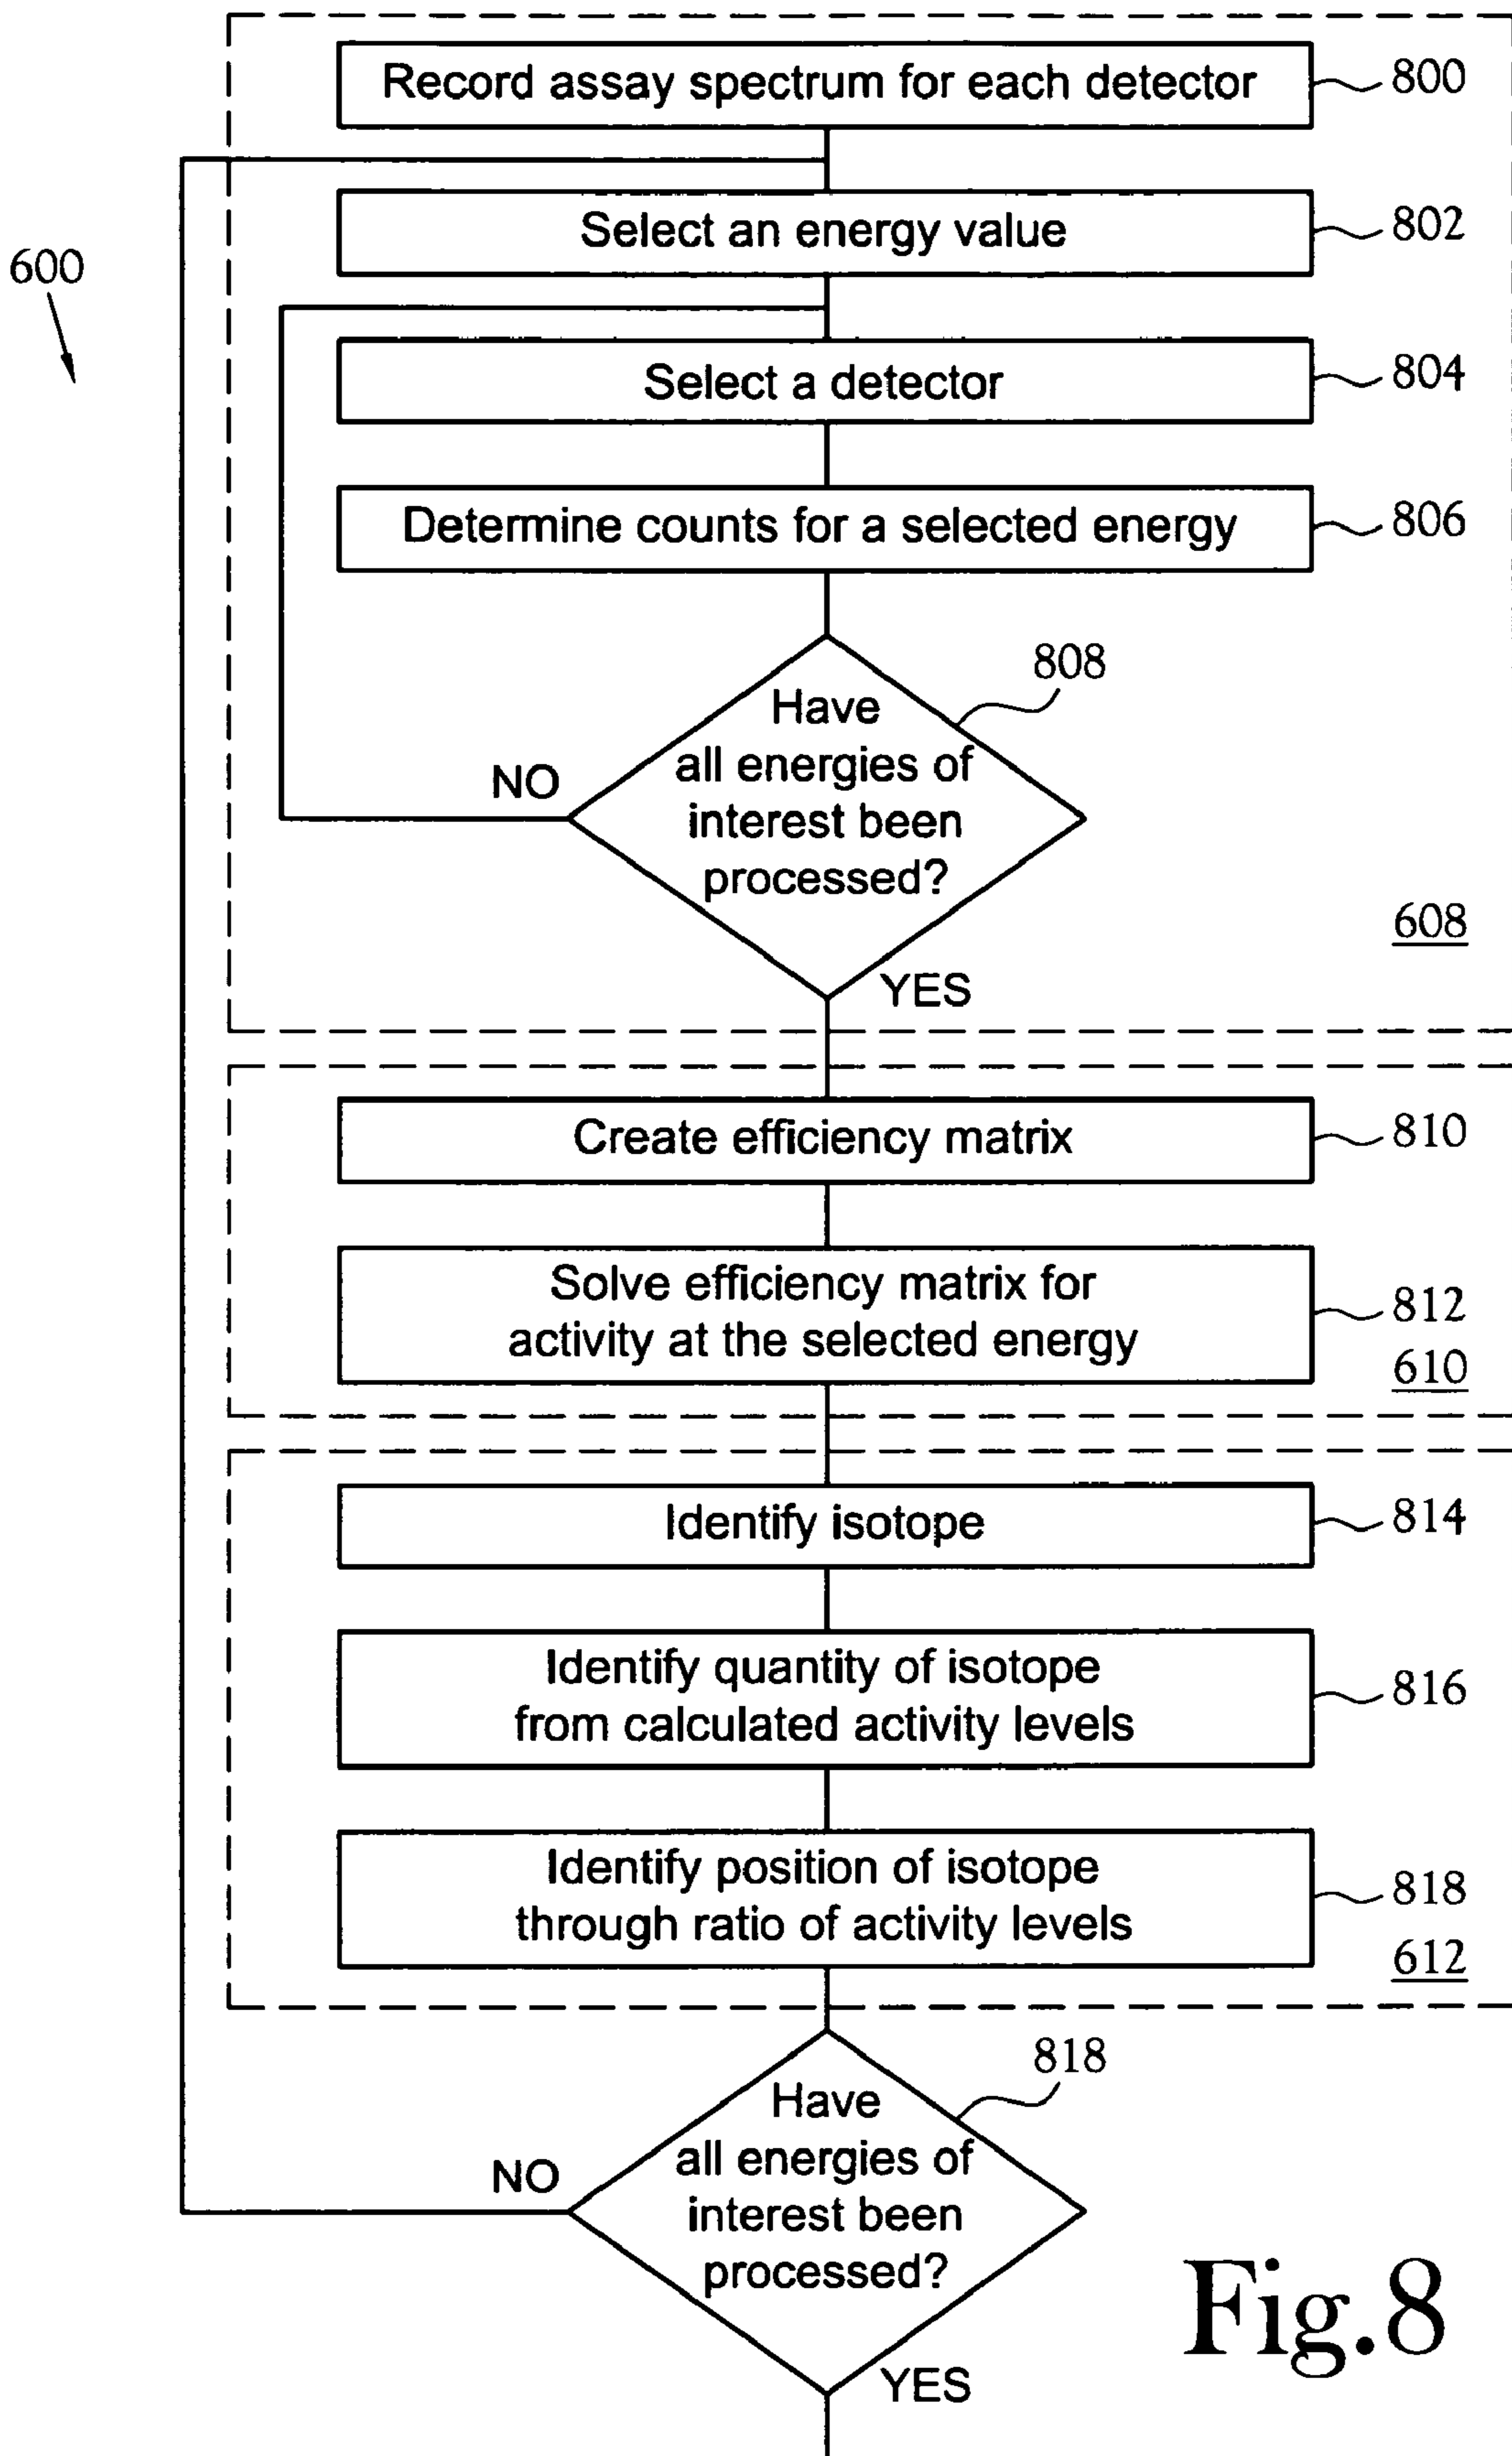 Record assay spectrum for each detector
800
Select an energy value
802
600
Select a detector
804
Determine counts for a selected energy
806
808
Have
all energies of
interest been
processed?
NO
608
YES
Create efficiency matrix
810
Solve efficiency matrix for
activity at the selected energy
812
610
Identify isotope
814
Identify quantity of isotope
from calculated activity levels
816
Identify position of isotope
through ratio of activity levels
818
612
818
Have
all energies of
interest been
processed?
NO
YES
Fig.8